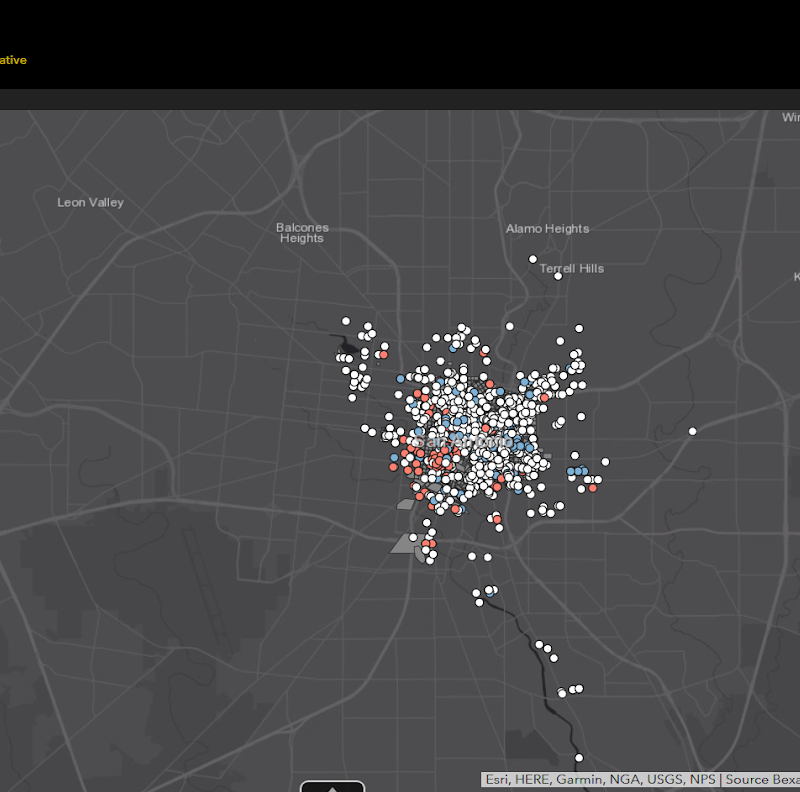 ative
Wir
Leon Valley
Balcones
Heights
Alamo Heights
Terrell Hills
K
San Antonio
Esri, HERE, Garmin, NGA, USGS, NPS | Source Bexa